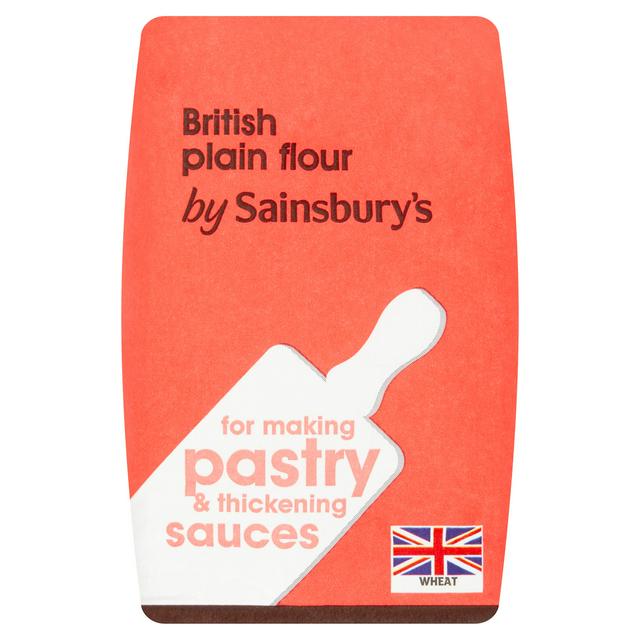 British
plain flour
by Sainsbury's
for making
pastry
& thickening
sauces
WHEAT